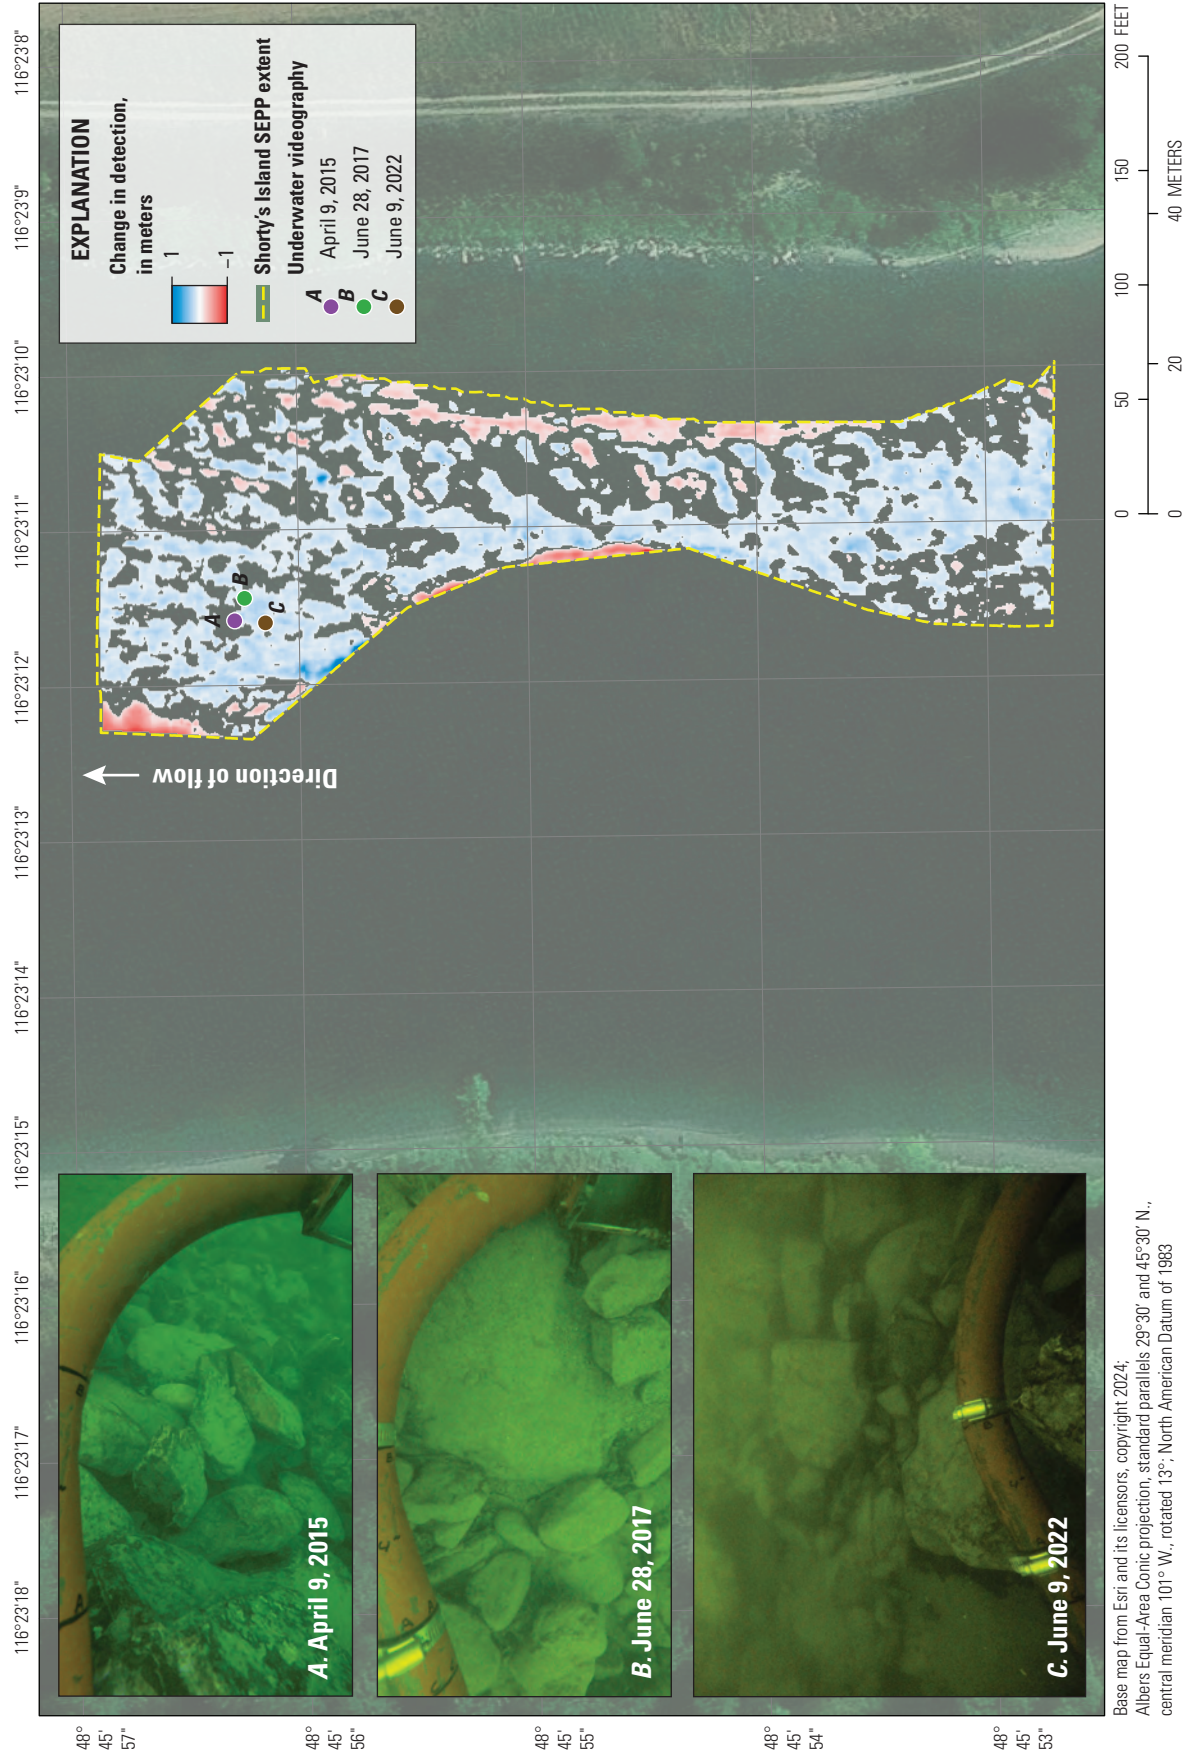 116°23'18"
116°23'17"
116°23'16"
116°23'15"
116°23'14"
116°23'13"
116°23'12"
116°23'11"
116°23'10"
116°23'9"
116°23'8"
48°
45'
57"
48°
45'
56"
48°
45'
55"
48°
45'
54"
48°
45'
53"
A. April 9, 2015
B. June 28, 2017
C. June 9, 2022
Direction of flow
A
B
C
EXPLANATION
Change in detection,
in meters
1
–1
Shorty's Island SEPP extent
Underwater videography
A April 9, 2015
B June 28, 2017
C June 9, 2022
0 50 100 150 200 FEET
0 20 40 METERS
Base map from Esri and its licensors, copyright 2024;
Albers Equal-Area Conic projection, standard parallels 29°30' and 45°30' N.,
central meridian 101° W., rotated 13°; North American Datum of 1983